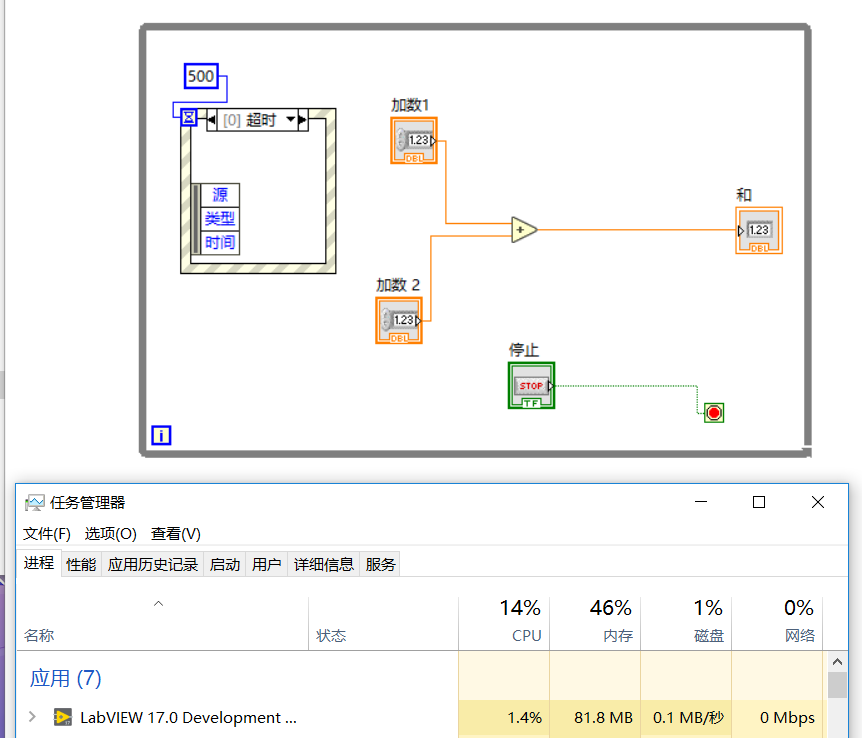 500
[0] 超时
源
类型
时间
加数1
1.23
DBL
加数 2
1.23
DBL
和
1.23
DBL
停止
STOP
TF
i
任务管理器
文件(F) 选项(O) 查看(V)
进程 性能 应用历史记录 启动 用户 详细信息 服务
14% 46% 1% 0%
名称 状态 CPU 内存 磁盘 网络
应用 (7)
LabVIEW 17.0 Development ... 1.4% 81.8 MB 0.1 MB/秒 0 Mbps